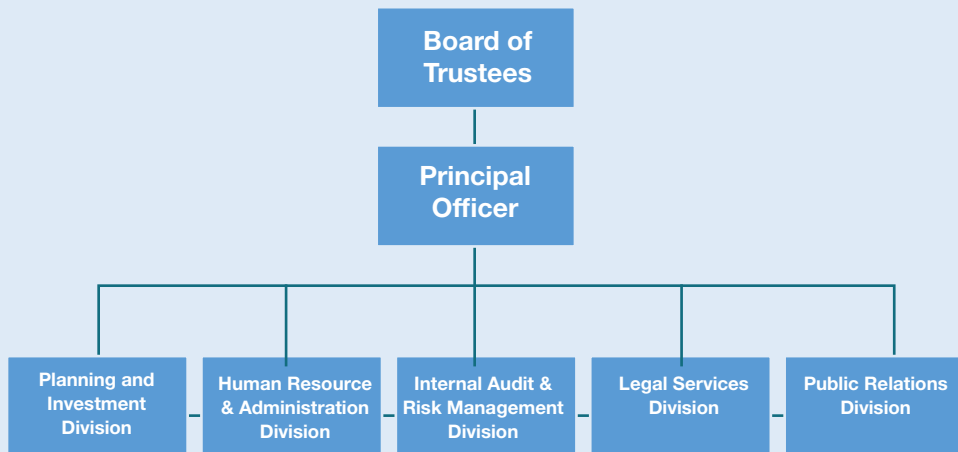 Board of
Trustees
Principal
Officer
Planning and
Investment
Division
Human Resource
& Administration
Division
Internal Audit &
Risk Management
Division
Legal Services
Division
Public Relations
Division